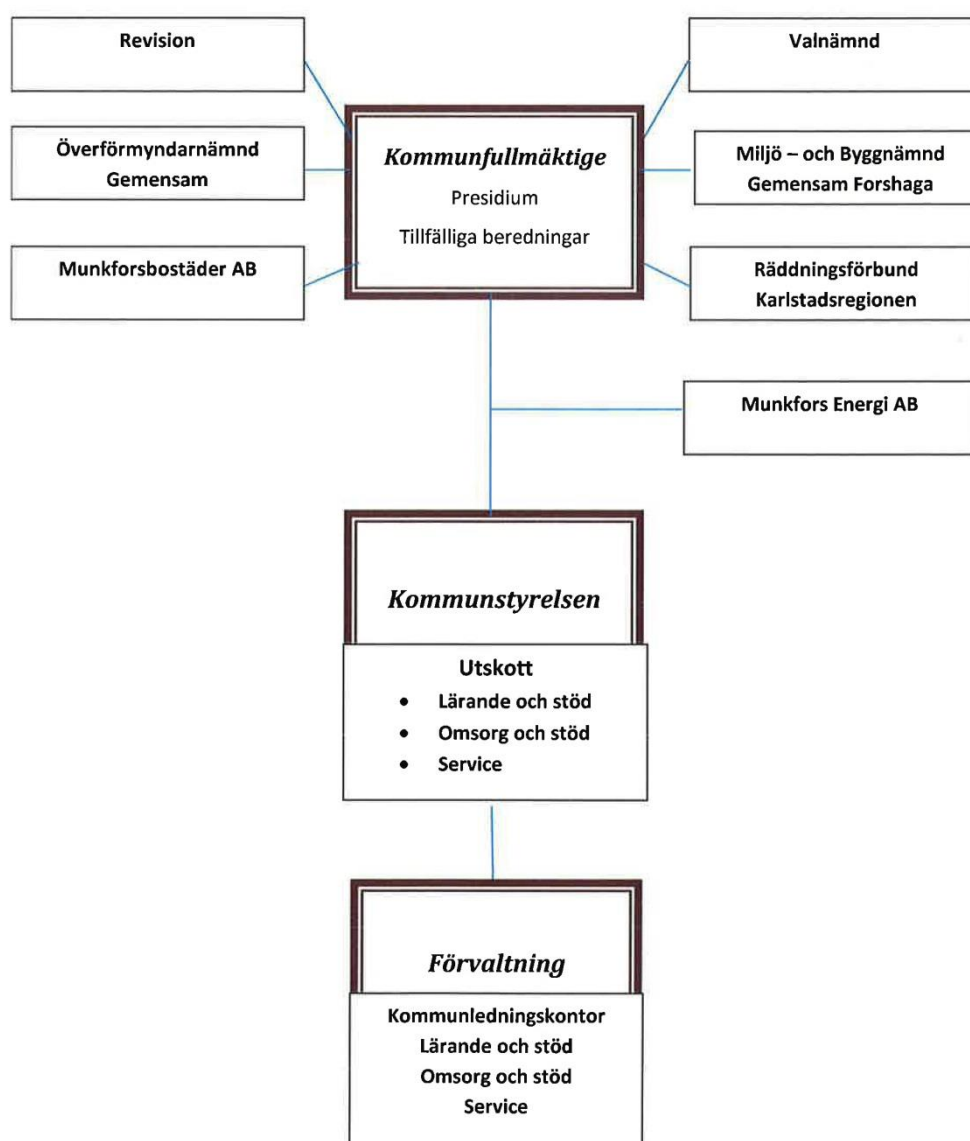 Revision
Valnämnd
Överförmyndarnämnd
Gemensam
Kommunfullmäktige
Presidium
Tillfälliga beredningar
Miljö – och Byggnämnd
Gemensam Forshaga
Munkforsbostäder AB
Räddningsförbund
Karlstadsregionen
Munkfors Energi AB
Kommunstyrelsen
Utskott
• Lärande och stöd
• Omsorg och stöd
• Service
Förvaltning
Kommunledningskontor
Lärande och stöd
Omsorg och stöd
Service